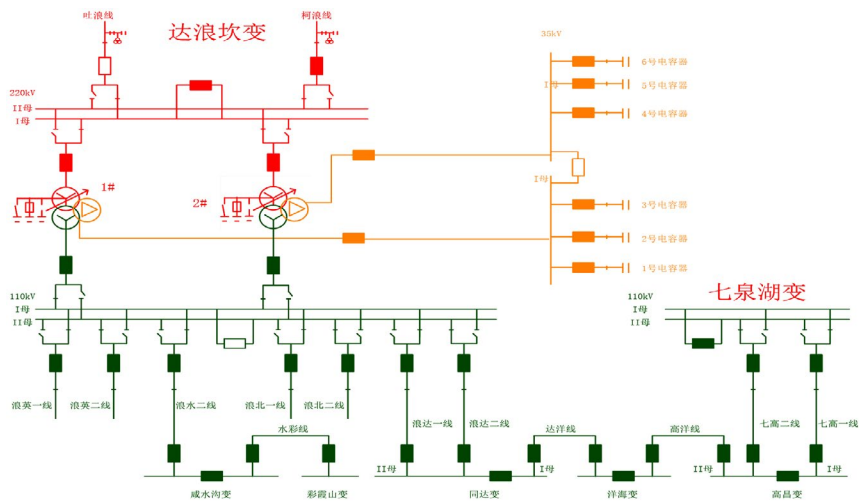 吐浪线
柯浪线
达浪坎变
35kV
6号电容器
220kV
I母
5号电容器
II母
4号电容器
I母
1#
I母
2#
3号电容器
2号电容器
1号电容器
110kV
I母
II母
七泉湖变
110kV
I母
II母
浪英一线
浪英二线
浪水二线
浪北一线
浪北二线
浪达一线
浪达二线
七高二线
七高一线
水彩线
达洋线
高洋线
II母
I母
II母
I母
咸水沟变
彩霞山变
同达变
洋海变
高昌变